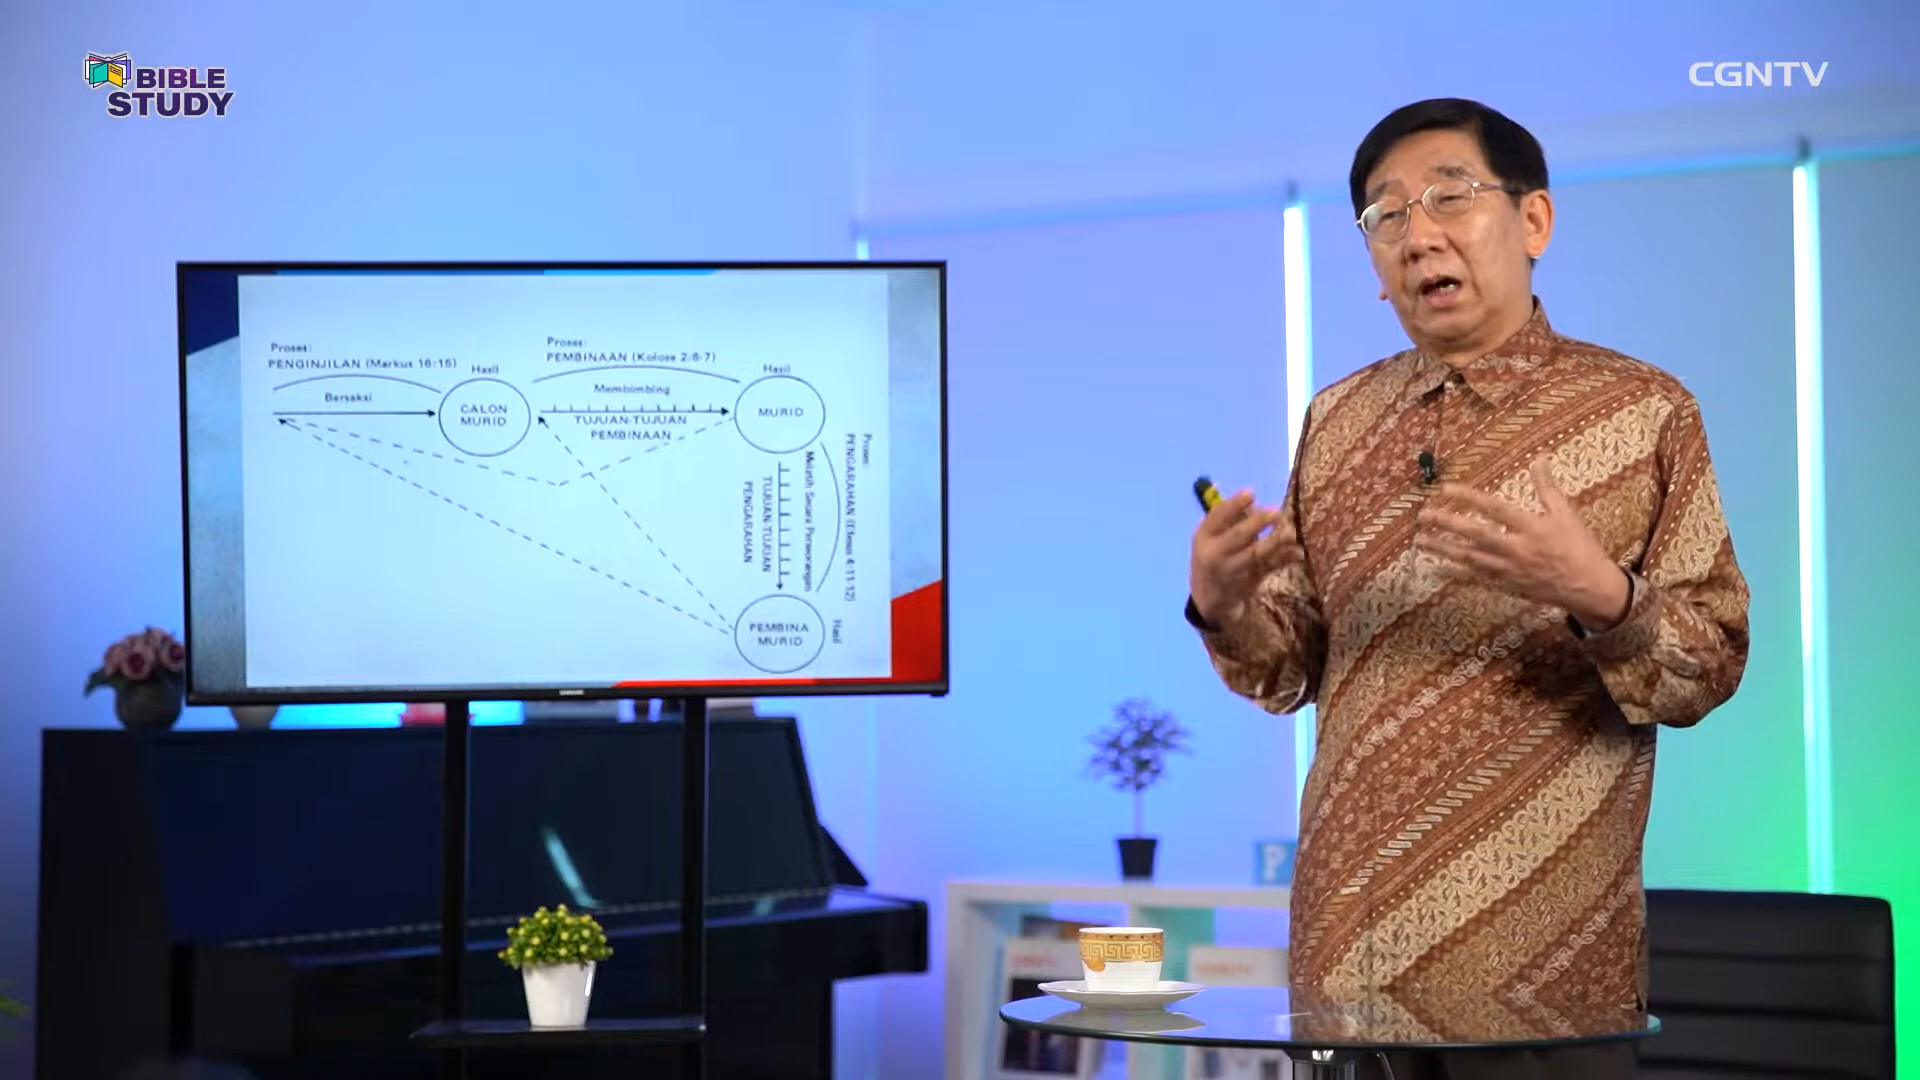 BIBLE
STUDY
CGNTV
Proses:
PENGINJILAN (Markus 16:15)
Hasil
Bersaksi
CALON
MURID
Proses:
PEMBINAAN (Kolose 2:6-7)
Hasil
Membimbing
TUJUAN-TUJUAN
PEMBINAAN
MURID
Proses:
PENGARAHAN (Efesus 4:11-12)
Melatih Secara Perseorangan
TUJUAN-TUJUAN
PENGARAHAN
Hasil
PEMBINA
MURID
SAMSUNG
P
CGNTV